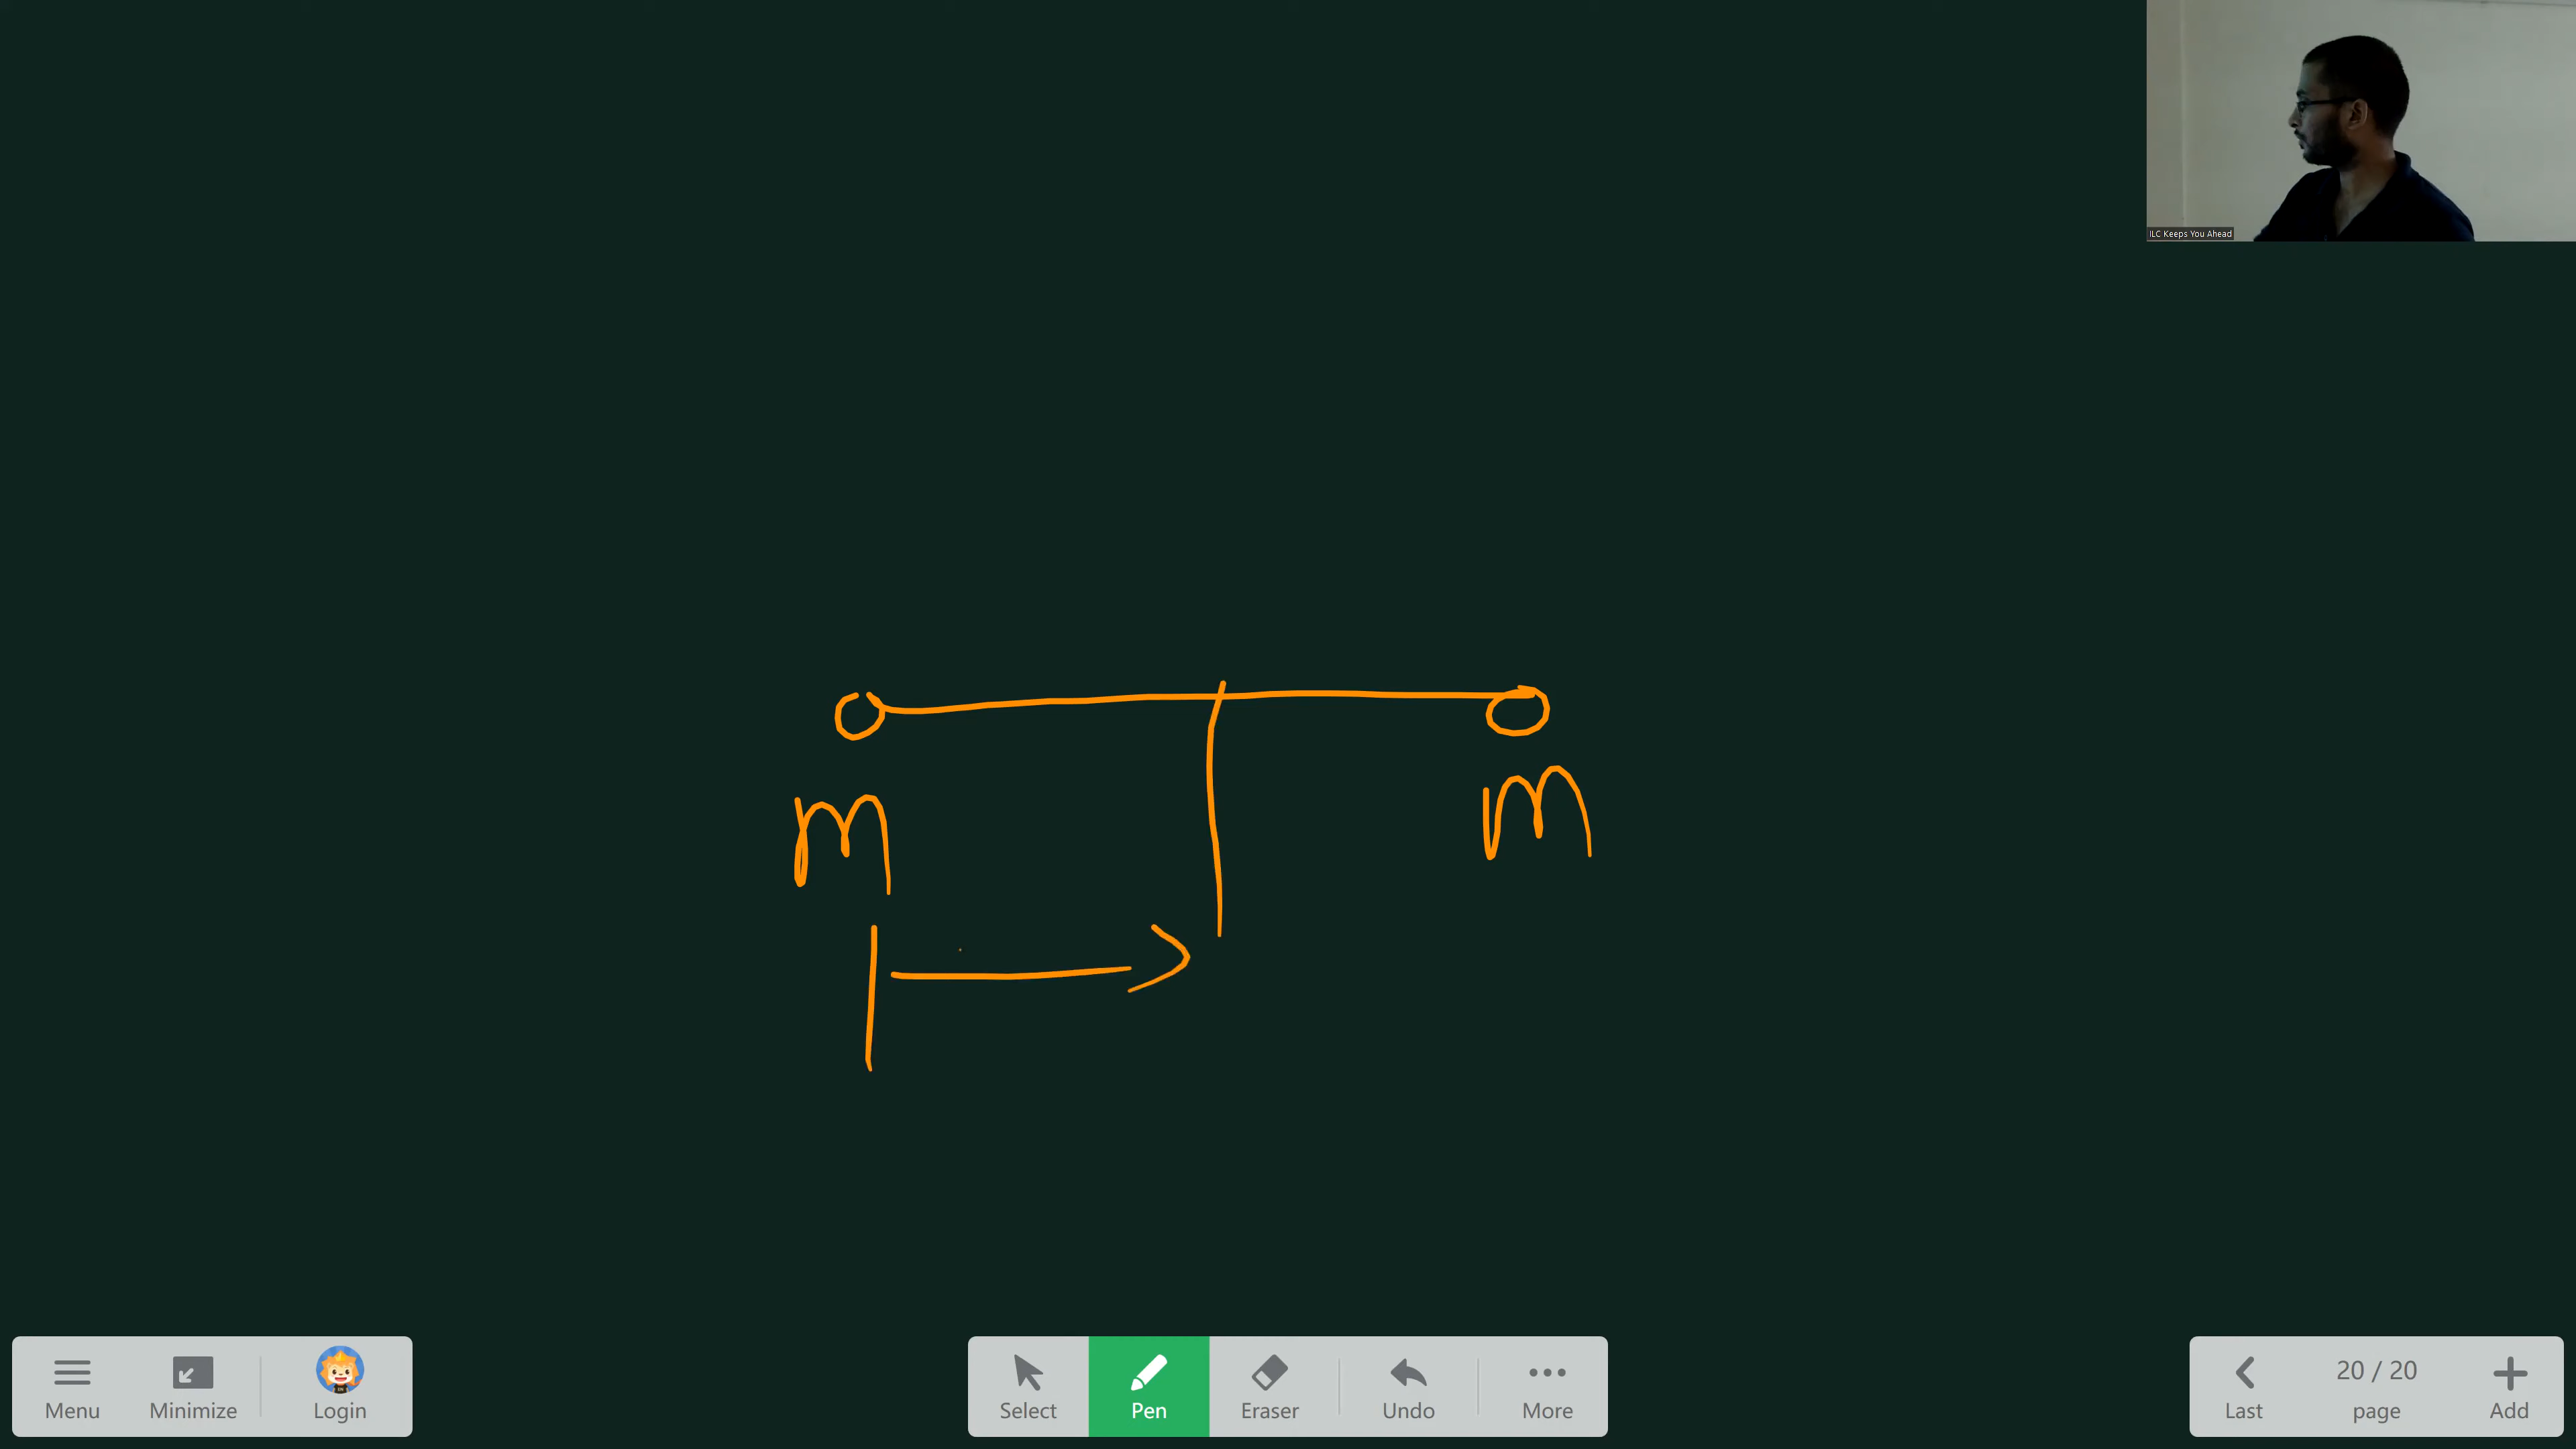 ILC Keeps You Ahead
m m
Menu Minimize Login Select Pen Eraser Undo More Last 20 / 20 page Add